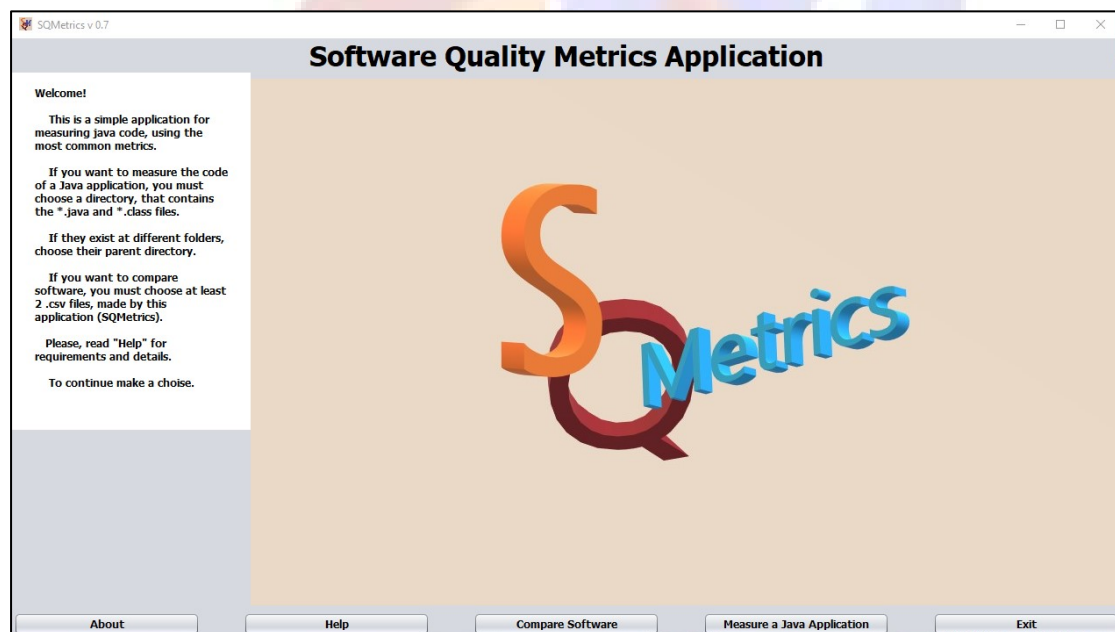 SQMetrics v 0.7
Software Quality Metrics Application
Welcome!
This is a simple application for
measuring java code, using the
most common metrics.
If you want to measure the code
of a Java application, you must
choose a directory, that contains
the *.java and *.class files.
If they exist at different folders,
choose their parent directory.
If you want to compare
software, you must choose at least
2 .csv files, made by this
application (SQMetrics).
Please, read "Help" for
requirements and details.
To continue make a choise.
S
Q
Metrics
About
Help
Compare Software
Measure a Java Application
Exit